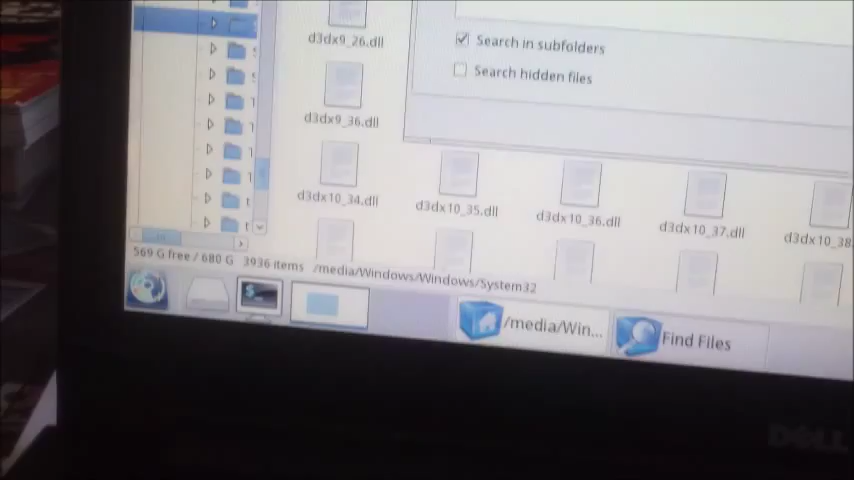 d3dx9_26.dll
Search in subfolders
Search hidden files
d3dx9_36.dll
d3dx10_34.dll
d3dx10_35.dll
d3dx10_36.dll
d3dx10_37.dll
d3dx10_38
569 G free / 680 G 3936 items /media/Windows/Windows/System32
/media/Win...
Find Files
DELL